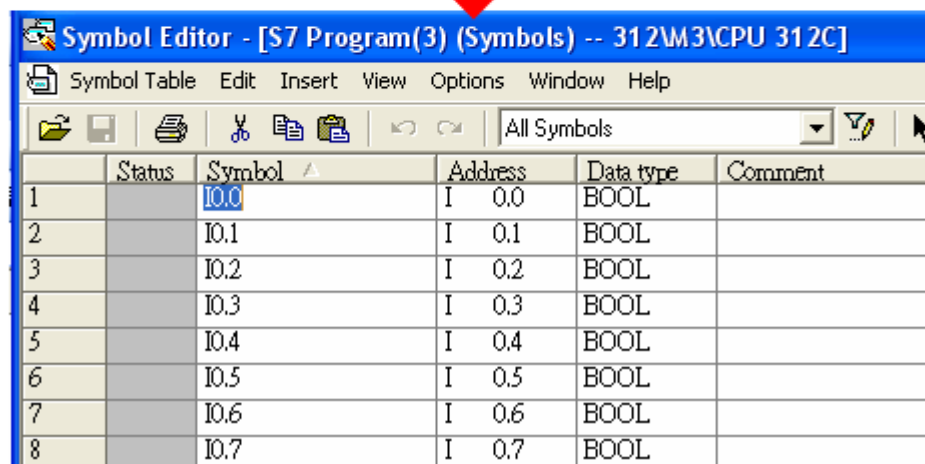 Symbol Editor - [S7 Program(3) (Symbols) -- 312\M3\CPU 312C]
Symbol Table Edit Insert View Options Window Help
All Symbols
Status Symbol Address Data type Comment
1 I0.0 I 0.0 BOOL
2 I0.1 I 0.1 BOOL
3 I0.2 I 0.2 BOOL
4 I0.3 I 0.3 BOOL
5 I0.4 I 0.4 BOOL
6 I0.5 I 0.5 BOOL
7 I0.6 I 0.6 BOOL
8 I0.7 I 0.7 BOOL